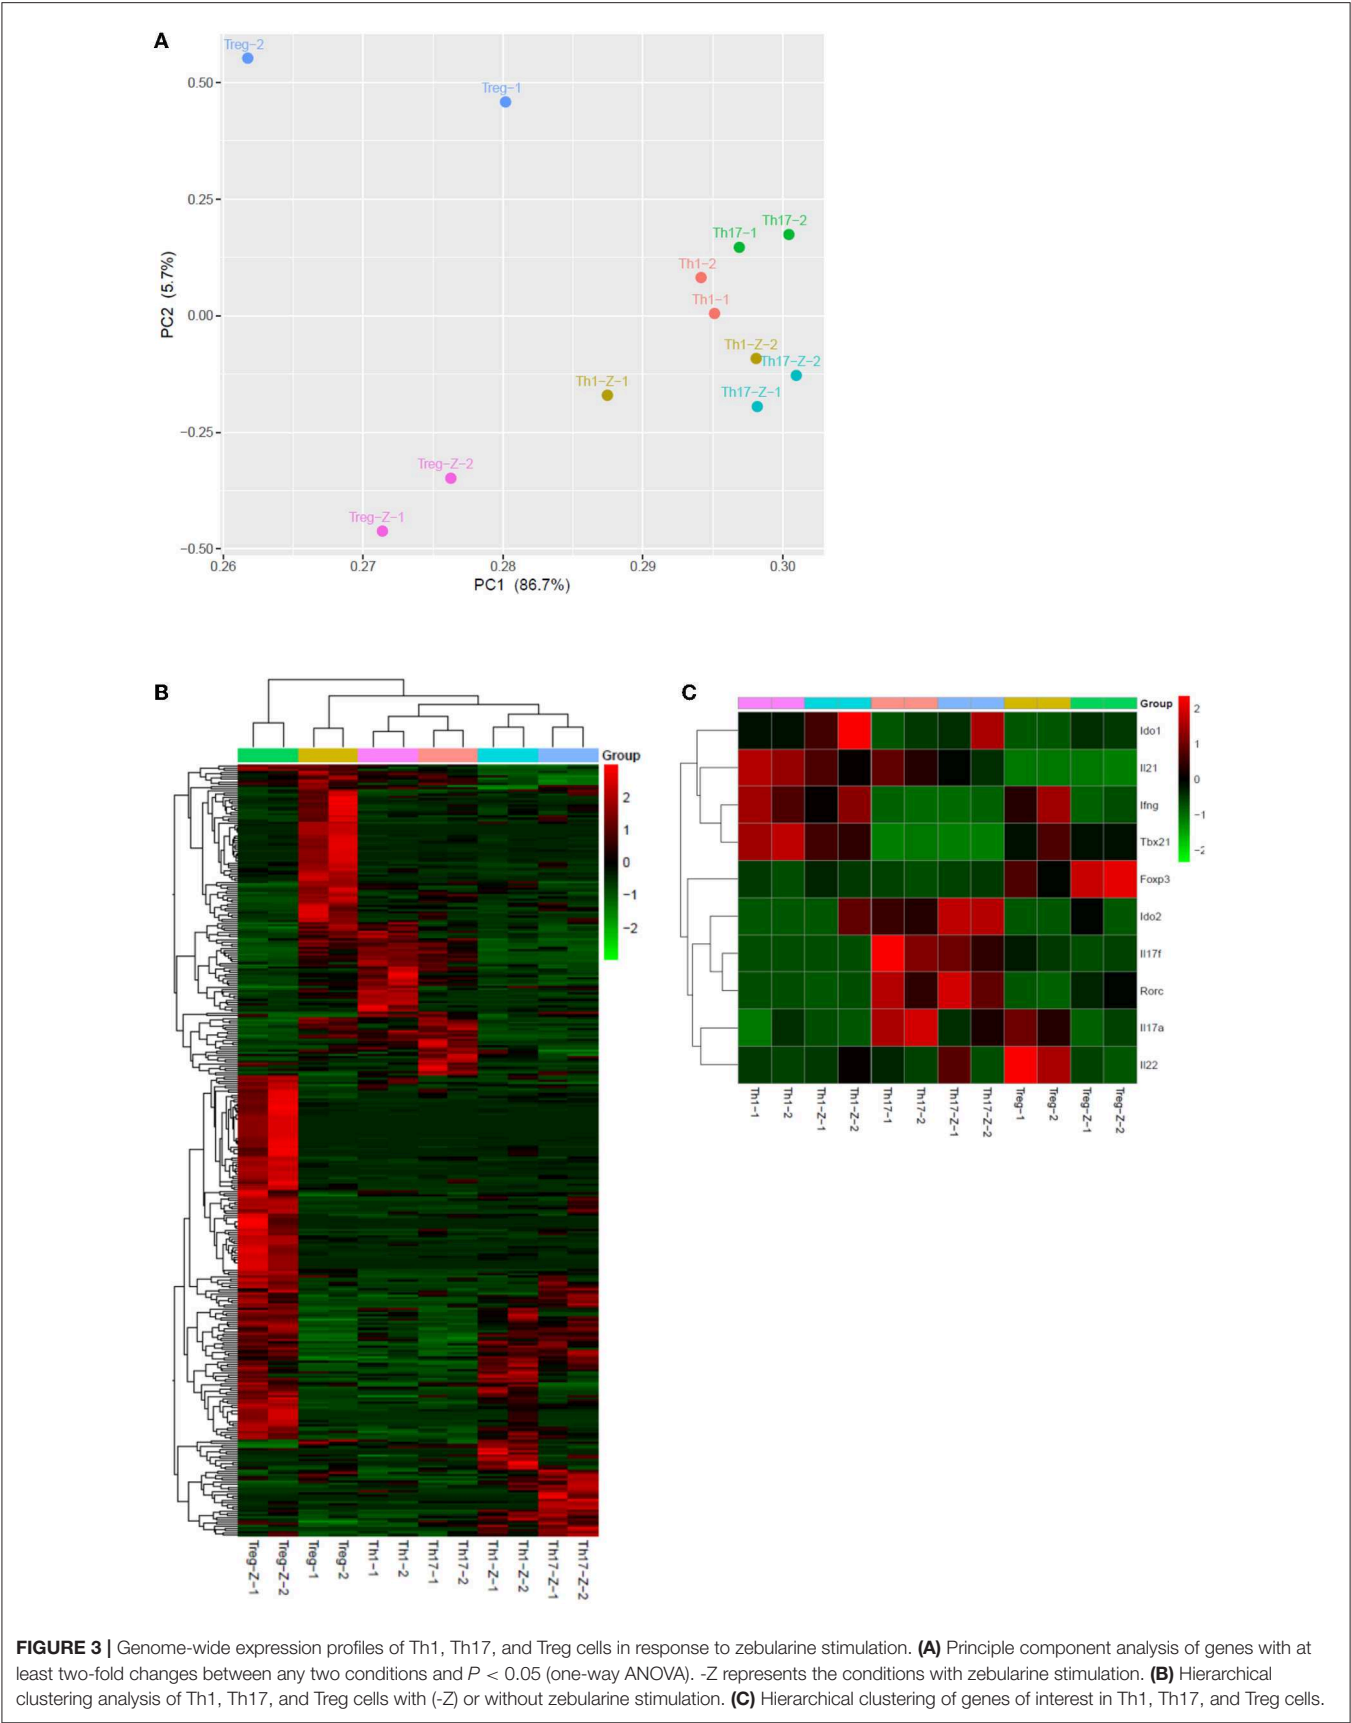 A
Treg−2
Treg−1
Th17−2
Th17−1
Th1−2
Th1−1
Th1−Z−2
Th17−Z−2
Th1−Z−1
Th17−Z−1
Treg−Z−2
Treg−Z−1
0.50
0.25
0.00
−0.25
−0.50
PC2 (5.7%)
0.26 0.27 0.28 0.29 0.30
PC1 (86.7%)
B
Group
2
1
0
−1
−2
Treg−Z−1 Treg−Z−2 Treg−1 Treg−2 Th1−1 Th1−2 Th17−1 Th17−2 Th1−Z−1 Th1−Z−2 Th17−Z−1 Th17−Z−2
C
Group
2
1
0
−1
−2
Ido1
Il21
Ifng
Tbx21
Foxp3
Ido2
Il17f
Rorc
Il17a
Il22
Th1−1 Th1−2 Th1−Z−1 Th1−Z−2 Th17−1 Th17−2 Th17−Z−1 Th17−Z−2 Treg−1 Treg−2 Treg−Z−1 Treg−Z−2
FIGURE 3 | Genome-wide expression profiles of Th1, Th17, and Treg cells in response to zebularine stimulation. (A) Principle component analysis of genes with at
least two-fold changes between any two conditions and P < 0.05 (one-way ANOVA). -Z represents the conditions with zebularine stimulation. (B) Hierarchical
clustering analysis of Th1, Th17, and Treg cells with (-Z) or without zebularine stimulation. (C) Hierarchical clustering of genes of interest in Th1, Th17, and Treg cells.